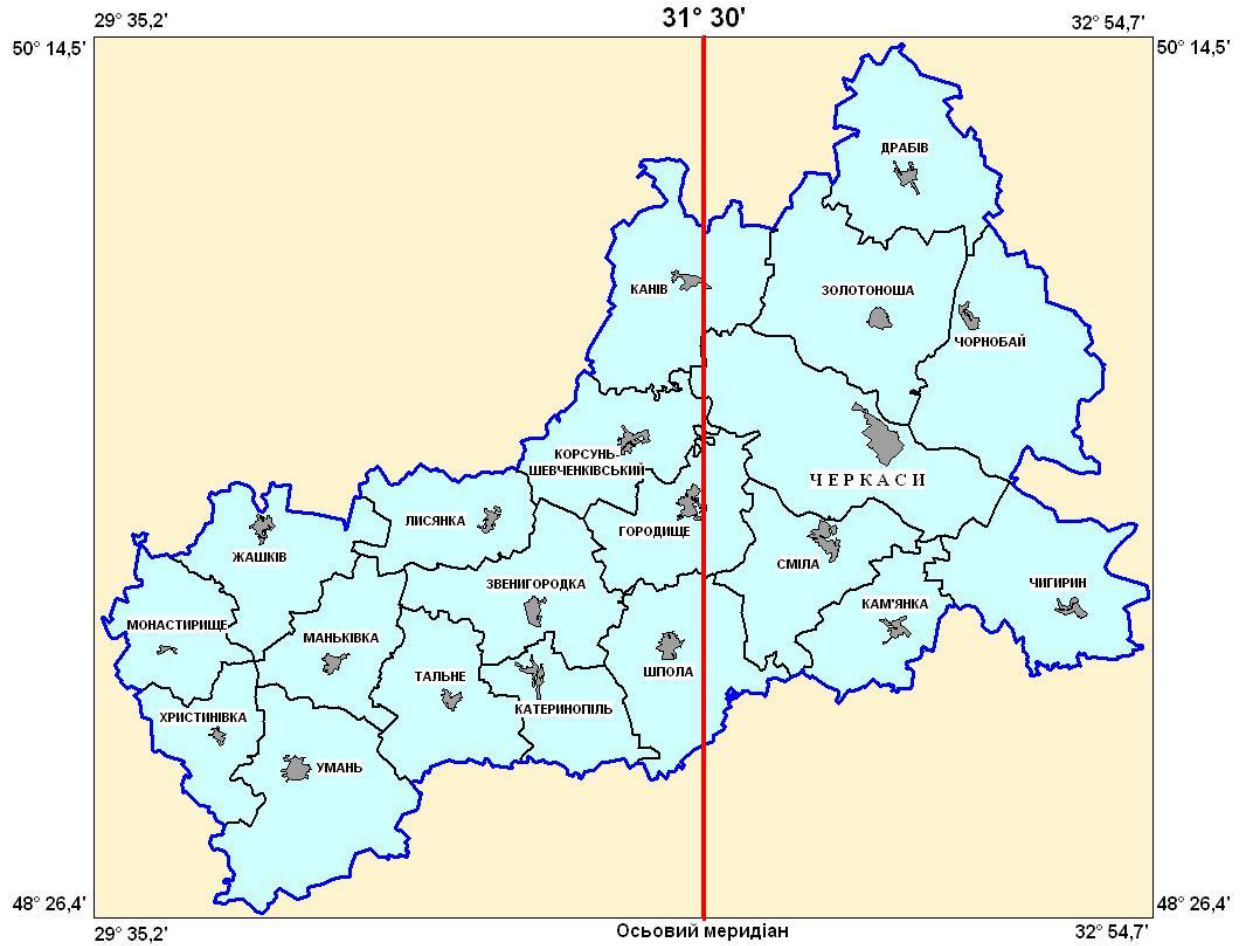 29° 35,2'
31° 30'
32° 54,7'
50° 14,5'
50° 14,5'
ДРАБІВ
КАНІВ
ЗОЛОТОНОША
ЧОРНОБАЙ
КОРСУНЬ-
ШЕВЧЕНКІВСЬКИЙ
ЧЕРКАСИ
ЛИСЯНКА
ГОРОДИЩЕ
ЖАШКІВ
СМІЛА
ЗВЕНИГОРОДКА
ЧИГИРИН
КАМ'ЯНКА
МОНАСТИРИЩЕ
МАНЬКІВКА
ТАЛЬНЕ
ШПОЛА
КАТЕРИНОПІЛЬ
ХРИСТИНІВКА
УМАНЬ
48° 26,4'
48° 26,4'
29° 35,2'
Осьовий меридіан
32° 54,7'